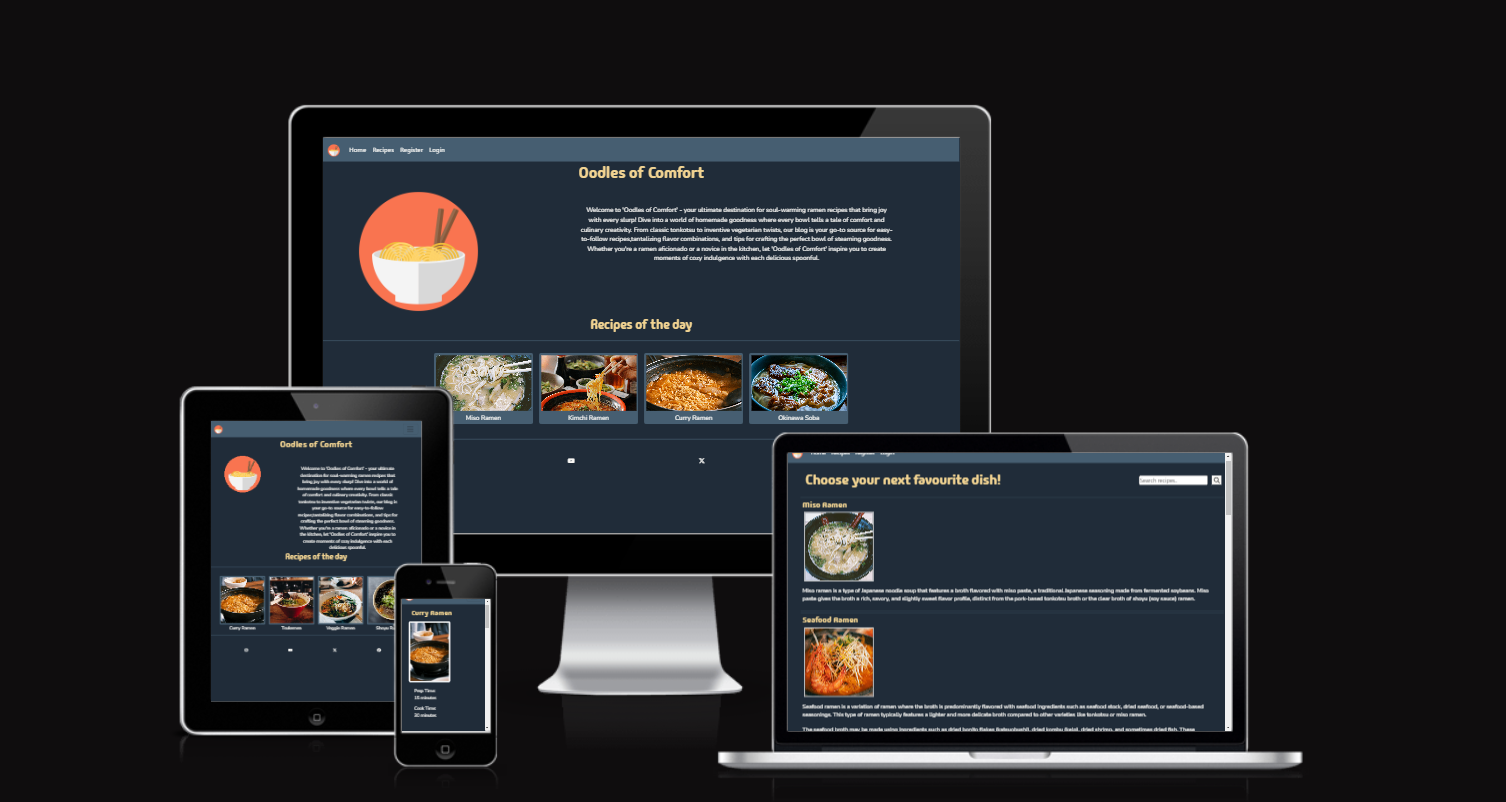 Home Recipes Register Login
Oodles of Comfort
Welcome to 'Oodles of Comfort' - your ultimate destination for soul-warming ramen recipes that bring joy
with every slurp! Dive into a world of homemade goodness where every bowl tells a tale of comfort and
culinary creativity. From classic tonkotsu to inventive vegetarian twists, our blog is your go-to source for easy-
to-follow recipes,tantalising flavor combinations, and tips for crafting the perfect bowl of steaming goodness.
Whether you're a ramen aficionado or a novice in the kitchen, let 'Oodles of Comfort' inspire you to create
moments of cosy indulgence with each delicious spoonful.
Recipes of the day
Miso Ramen
Kimchi Ramen
Curry Ramen
Okinawa Soba
Oodles of Comfort
Welcome to 'Oodles of Comfort' - your ultimate
destination for soul-warming ramen recipes that
bring joy with every slurp! Dive into a world of
homemade goodness where every bowl tells a tale
of comfort and culinary creativity. From classic
tonkotsu to inventive vegetarian twists, our blog is
your go-to source for easy-to-follow
recipes,tantalising flavor combinations, and tips for
crafting the perfect bowl of steaming goodness.
Whether you're a ramen aficionado or a novice in
the kitchen, let 'Oodles of Comfort' inspire you to
create moments of cosy indulgence with each
delicious spoonful.
Recipes of the day
Curry Ramen
Tsukemen
Veggie Ramen
Shoyu
Curry Ramen
Prep Time:
15 minutes
Cook Time:
30 minutes
Home Recipes Register Login
Choose your next favourite dish!
Search recipes..
Miso Ramen
Miso ramen is a type of Japanese noodle soup that features a broth flavored with miso paste, a traditional Japanese seasoning made from fermented soybeans. Miso
paste gives the broth a rich, savory, and slightly sweet flavor profile, distinct from the pork-based tonkotsu broth or the clear broth of shoyu (soy sauce) ramen.
Seafood Ramen
Seafood ramen is a variation of ramen where the broth is predominantly flavored with seafood ingredients such as seafood stock, dried seafood, or seafood-based
seasonings. This type of ramen typically features a lighter and more delicate broth compared to other varieties like tonkotsu or miso ramen.
The seafood broth may be made using ingredients such as dried bonito flakes (katsuobushi), dried kombu (kelp), dried shrimp, and sometimes dried fish. These